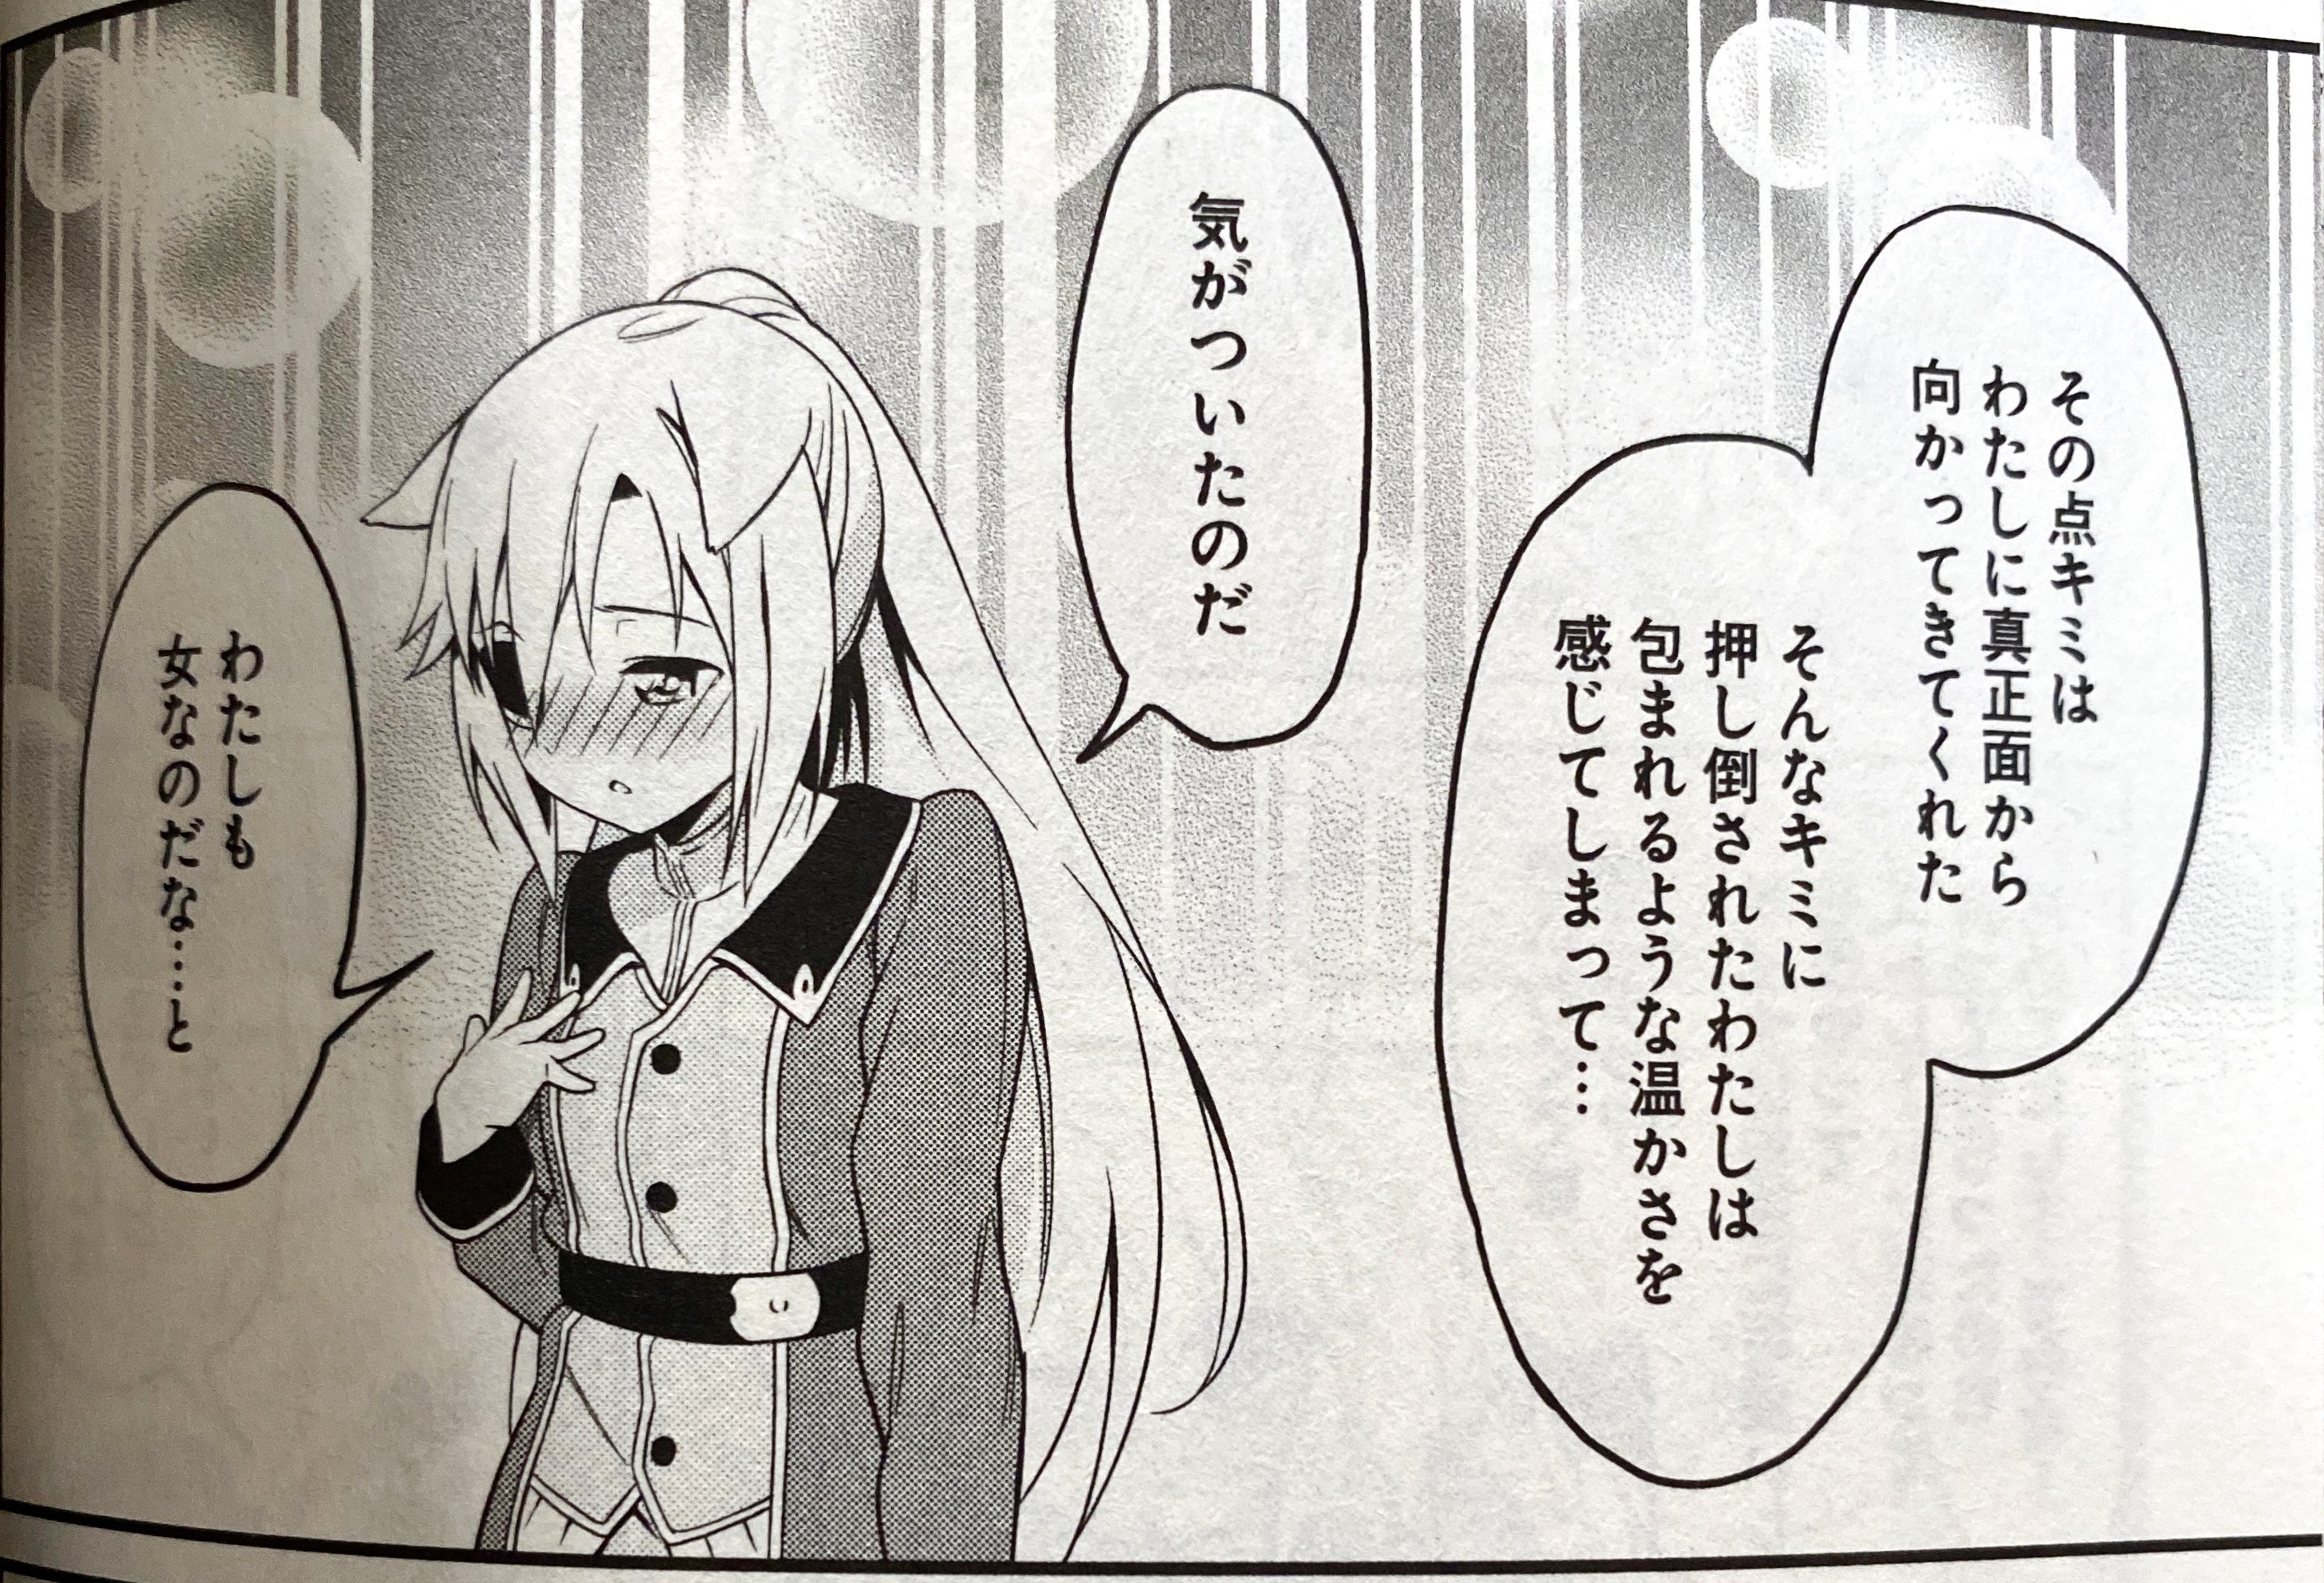 その点キミは
わたしに真正面から
向かってきてくれた
そんなキミに
押し倒されたわたしは
包まれるような温かさを
感じてしまって…
気がついたのだ
わたしも
女なのだな…と